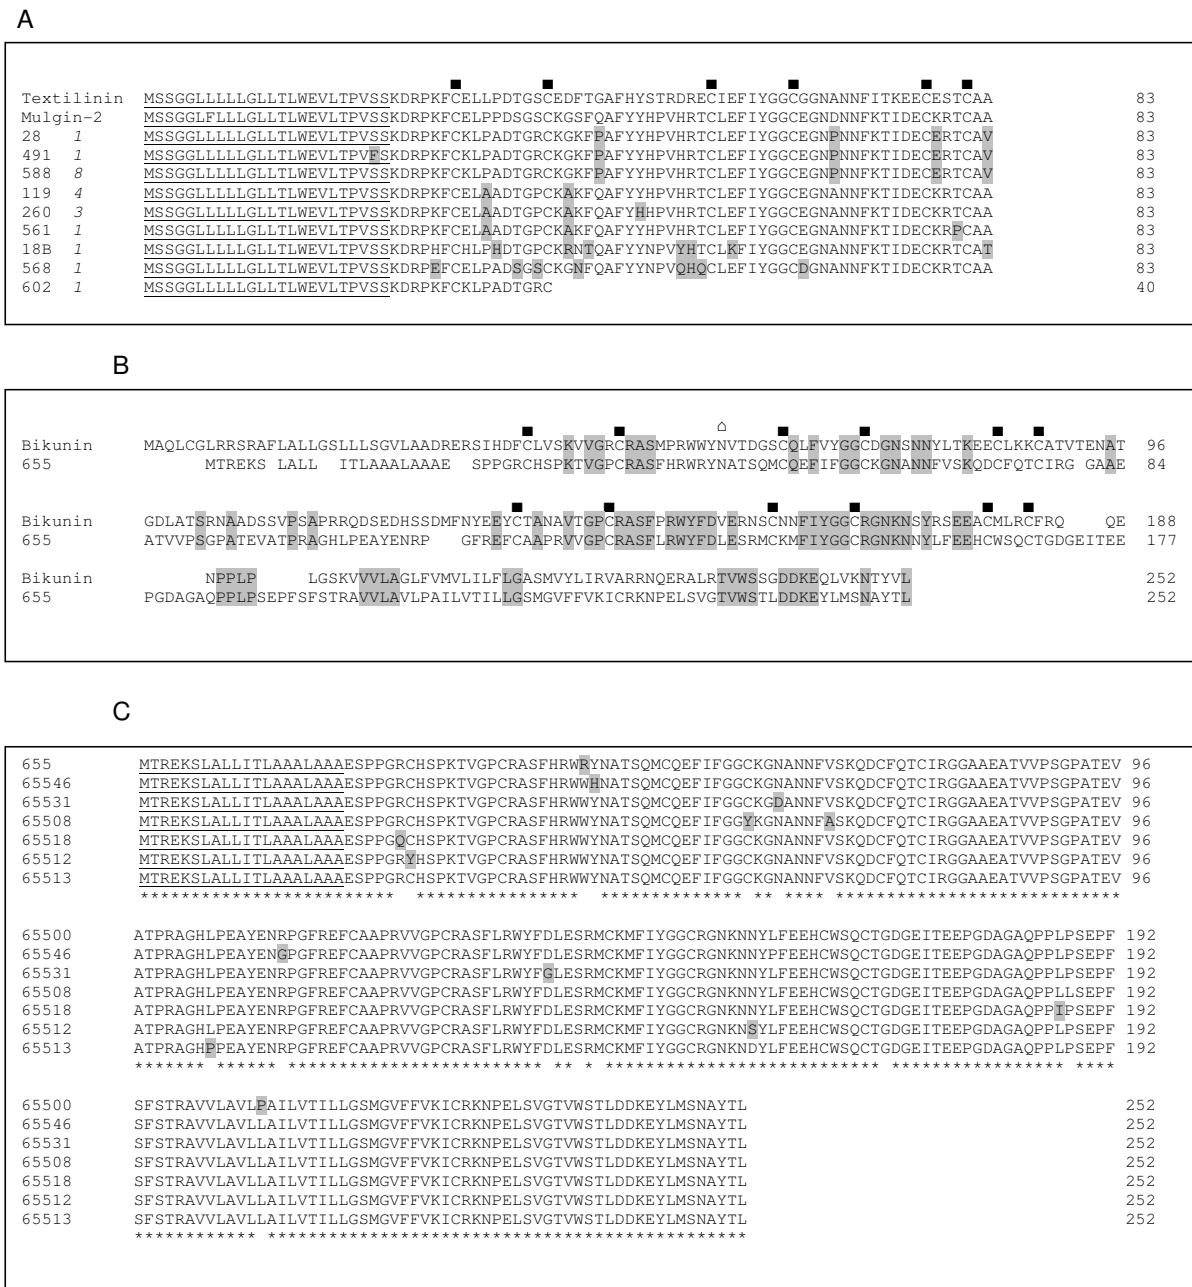 A
Textilinin MSSGGLLLLLGLLTLWEVLTPVSSKDRPKFCELLPDTGSCEDFTGAFHYSTRDRECIEFIYGGCGGNANNFITKEECESTCAA 83
Mulgin-2 MSSGGLFLLLGLLTLWEVLTPVSSKDRPKFCELPPDSGSCKGSFQAFYYHPVHRTCLEFIYGGCEGNDNNFKTIDECKRTCAA 83
28 1 MSSGGLLLLLGLLTLWEVLTPVSSKDRPKFCKLPADTGRCKGKFPAFYYHPVHRTCLEFIYGGCEGNPNNFKTIDECERTCAV 83
491 1 MSSGGLLLLLGLLTLWEVLTPVFSKDRPKFCKLPADTGRCKGKFPAFYYHPVHRTCLEFIYGGCEGNPNNFKTIDECERTCAV 83
588 8 MSSGGLLLLLGLLTLWEVLTPVSSKDRPKFCKLPADTGRCKGKFPAFYYHPVHRTCLEFIYGGCEGNPNNFKTIDECERTCAV 83
119 4 MSSGGLLLLLGLLTLWEVLTPVSSKDRPKFCELAADTGPCKAKFQAFYYHPVHRTCLEFIYGGCEGNANNFKTIDECKRTCAA 83
260 3 MSSGGLLLLLGLLTLWEVLTPVSSKDRPKFCELAADTGPCKAKFQAFYHHPVHRTCLEFIYGGCEGNANNFKTIDECKRTCAA 83
561 1 MSSGGLLLLLGLLTLWEVLTPVSSKDRPKFCELAADTGPCKAKFQAFYYHPVHRTCLEFIYGGCEGNANNFKTIDECKRPCAA 83
18B 1 MSSGGLLLLLGLLTLWEVLTPVSSKDRPHFCHLPHDTGPCKRNTQAFYYNPVYHTCLKFIYGGCEGNANNFKTIDECKRTCAT 83
568 1 MSSGGLLLLLGLLTLWEVLTPVSSKDRPEFCELPADSGSCKGNFQAFYYNPVQHQCLEFIYGGCDGNANNFKTIDECKRTCAA 83
602 1 MSSGGLLLLLGLLTLWEVLTPVSSKDRPKFCKLPADTGRC 40
B
Bikunin MAQLCGLRRSRAFLALLGSLLLSGVLAADRERSIHDFCLVSKVVGRCRASMPRWWYNVTDGSCQLFVYGGCDGNSNNYLTKEECLKKCATVTENAT 96
655 MTREKS LALL ITLAAALAAAE SPPGRCHSPKTVGPCRASFHRWRYNATSQMCQEFIFGGCKGNANNFVSKQDCFQTCIRG GAAE 84
Bikunin GDLATSRNAADSSVPSAPRRQDSEDHSSDMFNYEEYCTANAVTGPCRASFPRWYFDVERNSCNNFIYGGCRGNKNSYRSEEACMLRCFRQ QE 188
655 ATVVPSGPATEVATPRAGHLPEAYENRP GFREFCAAPRVVGPCRASFLRWYFDLESRMCKMFIYGGCRGNKNNYLFEEHCWSQCTGDGEITEE 177
Bikunin NPPLP LGSKVVVLAGLFVMVLILFLGASMVYLIRVARRNQERALRTVWSSGDDKEQLVKNTYVL 252
655 PGDAGAQPPLPSEPFSFSTRAVVLAVLPAILVTILLGSMGVFFVKICRKNPELSVGTVWSTLDDKEYLMSNAYTL 252
C
655 MTREKSLALLITLAAALAAAESPPGRCHSPKTVGPCRASFHRWRYNATSQMCQEFIFGGCKGNANNFVSKQDCFQTCIRGGAAEATVVPSGPATEV 96
65546 MTREKSLALLITLAAALAAAESPPGRCHSPKTVGPCRASFHRWWHNATSQMCQEFIFGGCKGNANNFVSKQDCFQTCIRGGAAEATVVPSGPATEV 96
65531 MTREKSLALLITLAAALAAAESPPGRCHSPKTVGPCRASFHRWWYNATSQMCQEFIFGGCKGDANNFVSKQDCFQTCIRGGAAEATVVPSGPATEV 96
65508 MTREKSLALLITLAAALAAAESPPGRCHSPKTVGPCRASFHRWWYNATSQMCQEFIFGGYKGNANNFASKQDCFQTCIRGGAAEATVVPSGPATEV 96
65518 MTREKSLALLITLAAALAAAESPPGQCHSPKTVGPCRASFHRWWYNATSQMCQEFIFGGCKGNANNFVSKQDCFQTCIRGGAAEATVVPSGPATEV 96
65512 MTREKSLALLITLAAALAAAESPPGRYHSPKTVGPCRASFHRWWYNATSQMCQEFIFGGCKGNANNFVSKQDCFQTCIRGGAAEATVVPSGPATEV 96
65513 MTREKSLALLITLAAALAAAESPPGRCHSPKTVGPCRASFHRWWYNATSQMCQEFIFGGCKGNANNFVSKQDCFQTCIRGGAAEATVVPSGPATEV 96
************************* **************** ************** ** **** ****************************
65500 ATPRAGHLPEAYENRPGFREFCAAPRVVGPCRASFLRWYFDLESRMCKMFIYGGCRGNKNNYLFEEHCWSQCTGDGEITEEPGDAGAQPPLPSEPF 192
65546 ATPRAGHLPEAYENGPGFREFCAAPRVVGPCRASFLRWYFDLESRMCKMFIYGGCRGNKNNYPFEEHCWSQCTGDGEITEEPGDAGAQPPLPSEPF 192
65531 ATPRAGHLPEAYENRPGFREFCAAPRVVGPCRASFLRWYFGLESRMCKMFIYGGCRGNKNNYLFEEHCWSQCTGDGEITEEPGDAGAQPPLPSEPF 192
65508 ATPRAGHLPEAYENRPGFREFCAAPRVVGPCRASFLRWYFDLESRMCKMFIYGGCRGNKNNYLFEEHCWSQCTGDGEITEEPGDAGAQPPLLSEPF 192
65518 ATPRAGHLPEAYENRPGFREFCAAPRVVGPCRASFLRWYFDLESRMCKMFIYGGCRGNKNNYLFEEHCWSQCTGDGEITEEPGDAGAQPPIPSEPF 192
65512 ATPRAGHLPEAYENRPGFREFCAAPRVVGPCRASFLRWYFDLESRMCKMFIYGGCRGNKNSYLFEEHCWSQCTGDGEITEEPGDAGAQPPLPSEPF 192
65513 ATPRAGHPPEAYENRPGFREFCAAPRVVGPCRASFLRWYFDLESRMCKMFIYGGCRGNKNDYLFEEHCWSQCTGDGEITEEPGDAGAQPPLPSEPF 192
******* ****** ************************* ** * *************************** ***************** ****
65500 SFSTRAVVLAVLPAILVTILLGSMGVFFVKICRKNPELSVGTVWSTLDDKEYLMSNAYTL 252
65546 SFSTRAVVLAVLLAILVTILLGSMGVFFVKICRKNPELSVGTVWSTLDDKEYLMSNAYTL 252
65531 SFSTRAVVLAVLLAILVTILLGSMGVFFVKICRKNPELSVGTVWSTLDDKEYLMSNAYTL 252
65508 SFSTRAVVLAVLLAILVTILLGSMGVFFVKICRKNPELSVGTVWSTLDDKEYLMSNAYTL 252
65518 SFSTRAVVLAVLLAILVTILLGSMGVFFVKICRKNPELSVGTVWSTLDDKEYLMSNAYTL 252
65512 SFSTRAVVLAVLLAILVTILLGSMGVFFVKICRKNPELSVGTVWSTLDDKEYLMSNAYTL 252
65513 SFSTRAVVLAVLLAILVTILLGSMGVFFVKICRKNPELSVGTVWSTLDDKEYLMSNAYTL 252
************ ***********************************************